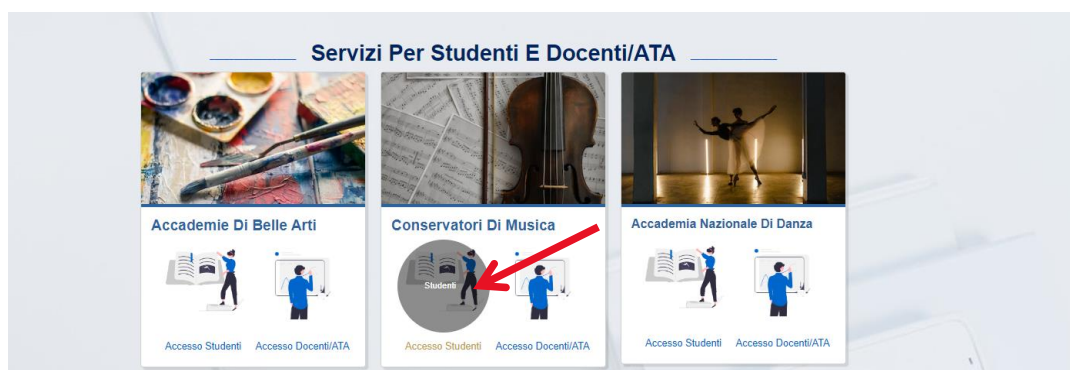 Servizi Per Studenti E Docenti/ATA
Accademie Di Belle Arti
Accesso Studenti
Accesso Docenti/ATA
Conservatori Di Musica
Studenti
Accesso Studenti
Accesso Docenti/ATA
Accademia Nazionale Di Danza
Accesso Studenti
Accesso Docenti/ATA